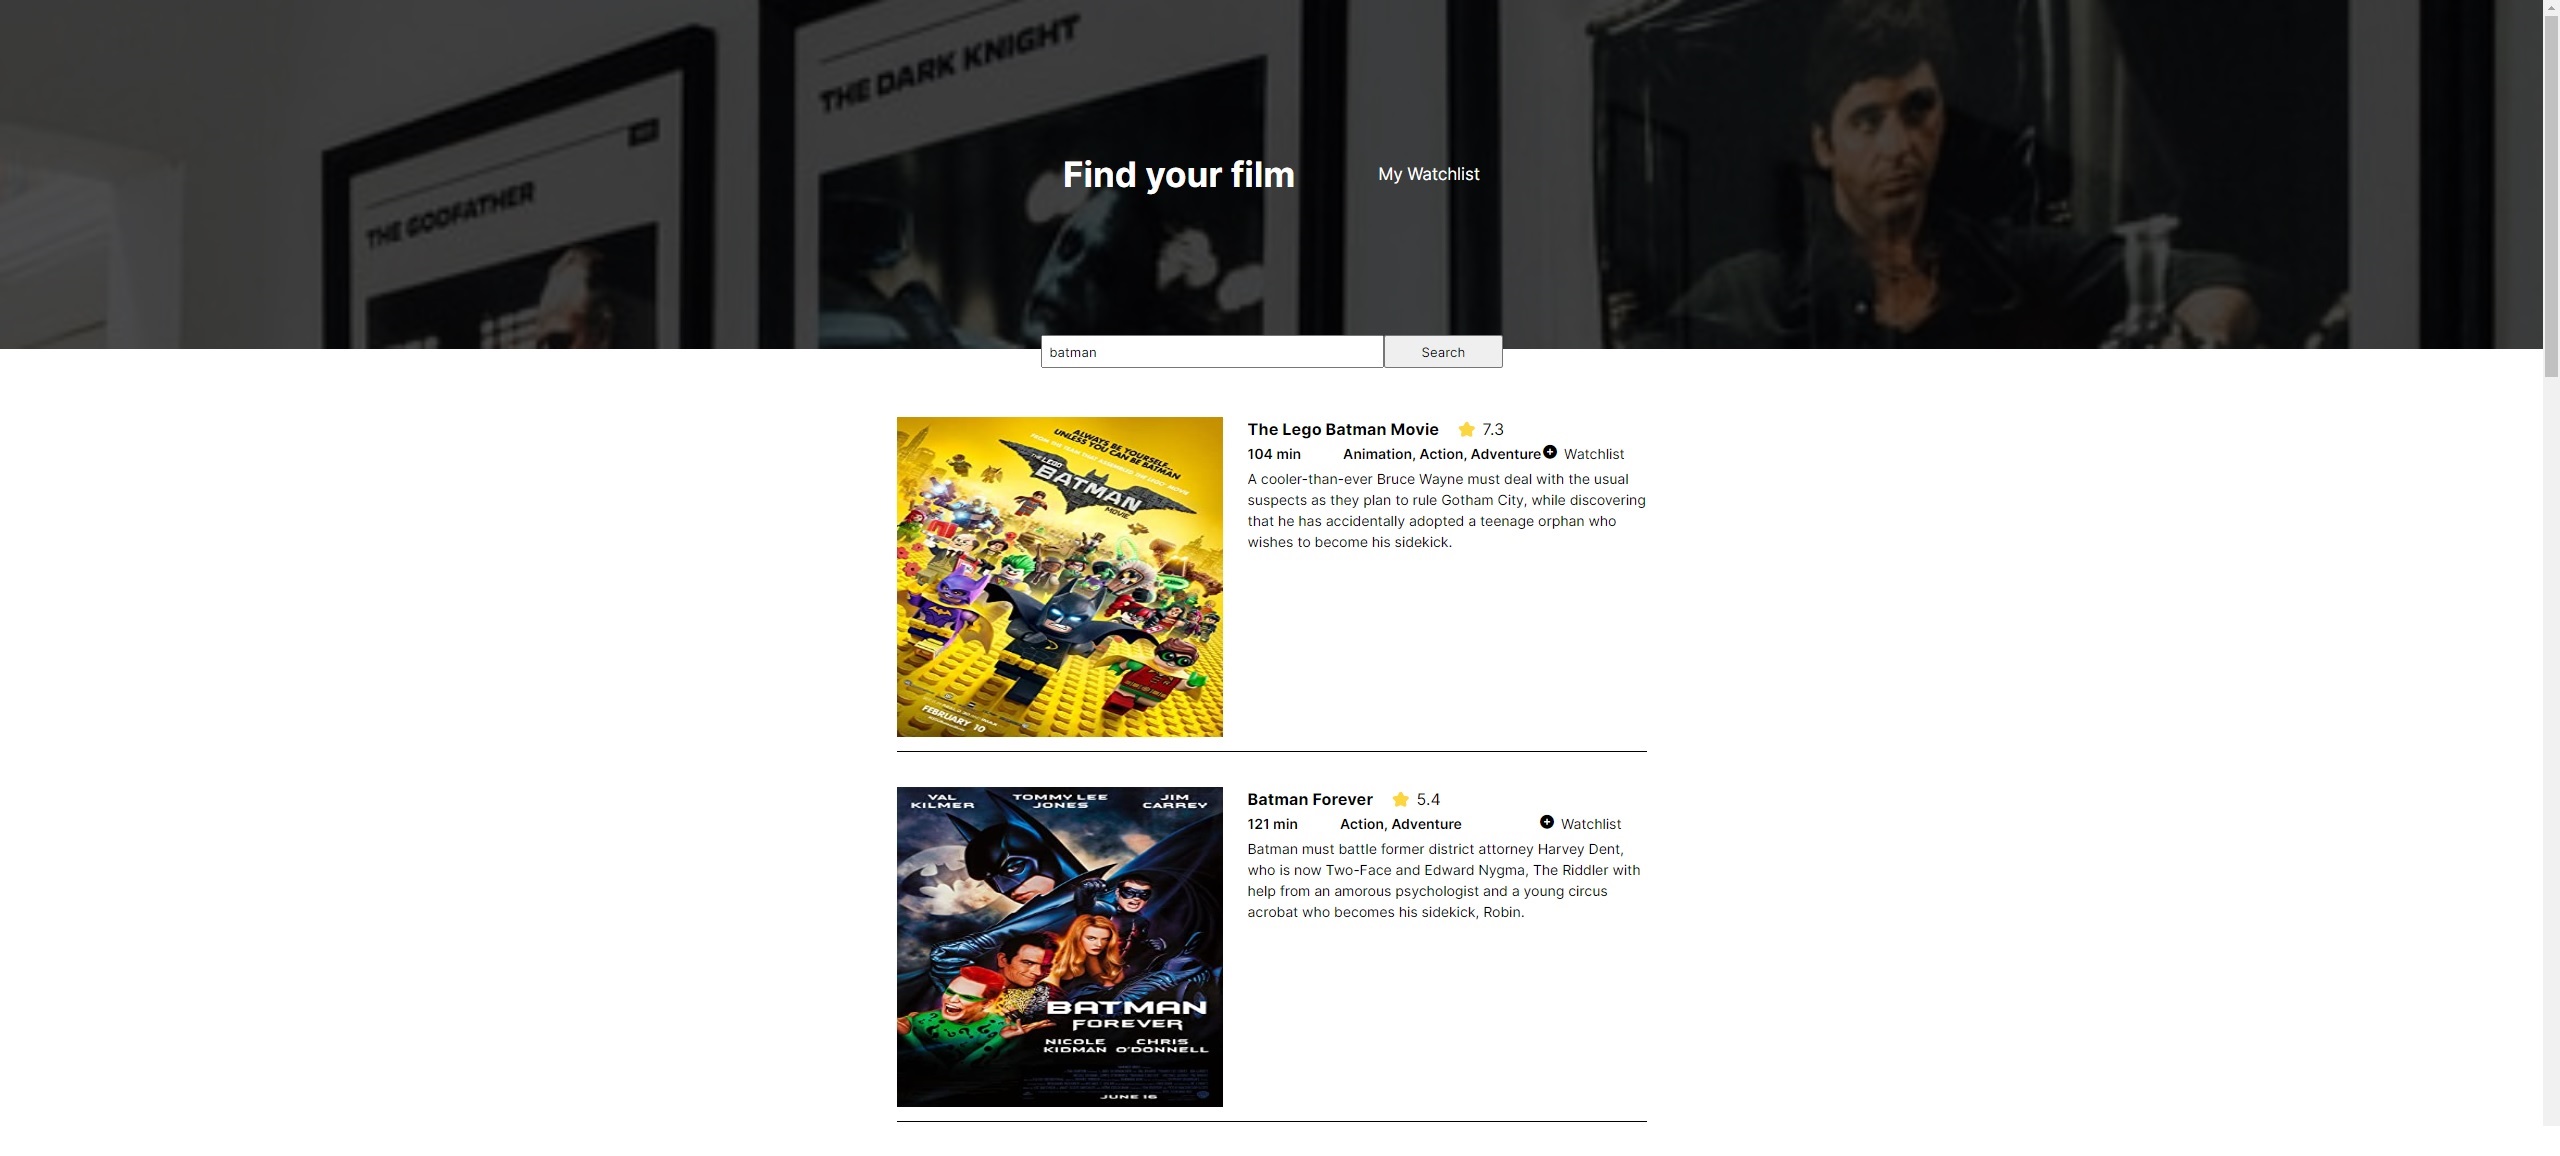 THE DARK KNIGHT
THE GODFATHER
Find your film
My Watchlist
batman
Search
ALWAYS BE YOURSELF...
UNLESS YOU CAN BE BATMAN
THE LEGO
BATMAN
MOVIE
FEBRUARY 10
The Lego Batman Movie 7.3
104 min Animation, Action, Adventure Watchlist
A cooler-than-ever Bruce Wayne must deal with the usual
suspects as they plan to rule Gotham City, while discovering
that he has accidentally adopted a teenage orphan who
wishes to become his sidekick.
VAL
KILMER
TOMMY LEE
JONES
JIM
CARREY
BATMAN
FOREVER
NICOLE
KIDMAN
CHRIS
O'DONNELL
JUNE 16
Batman Forever 5.4
121 min Action, Adventure Watchlist
Batman must battle former district attorney Harvey Dent,
who is now Two-Face and Edward Nygma, The Riddler with
help from an amorous psychologist and a young circus
acrobat who becomes his sidekick, Robin.